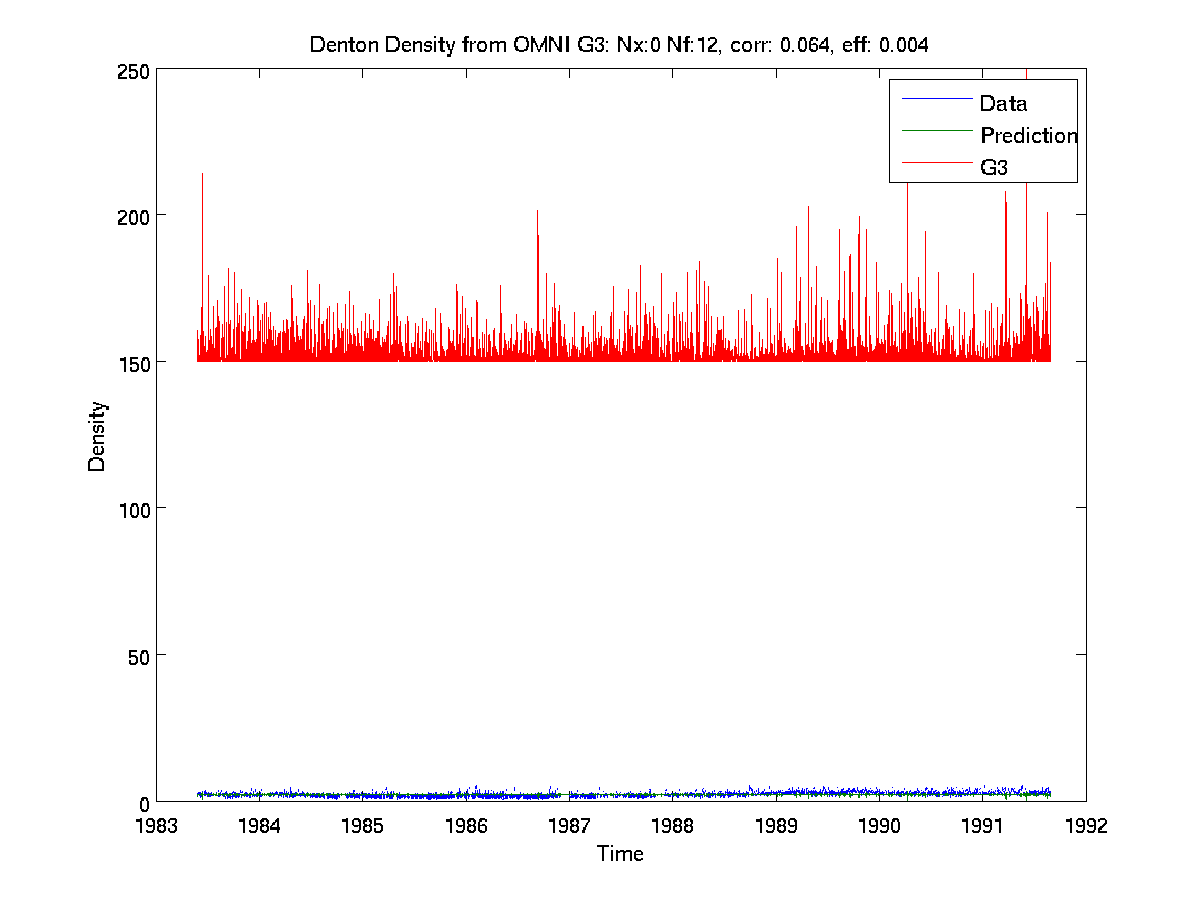 Denton Density from OMNI G3: Nx:0 Nf:12, corr: 0.064, eff: 0.004
250
200
150
100
50
0
Density
Data
Prediction
G3
1983 1984 1985 1986 1987 1988 1989 1990 1991 1992
Time